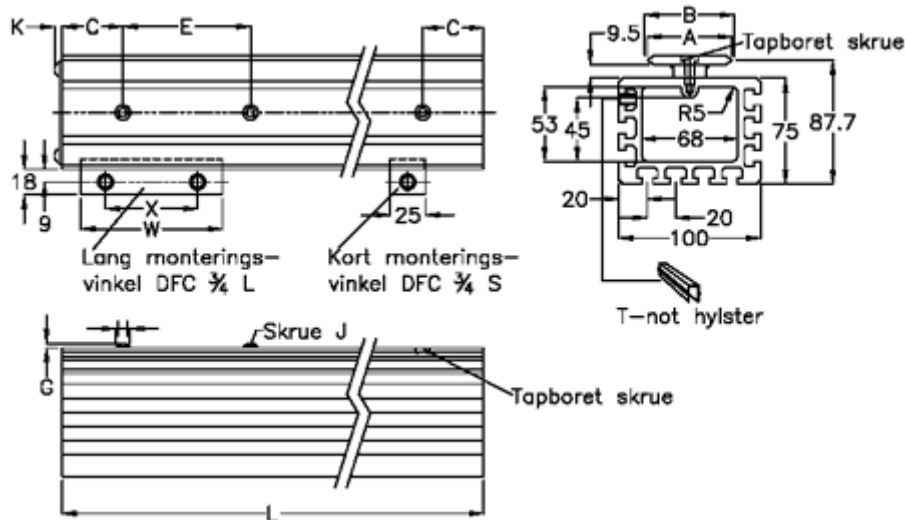 K C E C
18
9
X
W
25
Lang monterings-
vinkel DFC ¾ L
Kort monterings-
vinkel DFC ¾ S
B
9.5 A Tapboret skrue
53 45 R5 68 75 87.7
20 20
100
T-not hylster
Skrue J
G
Tapboret skrue
L